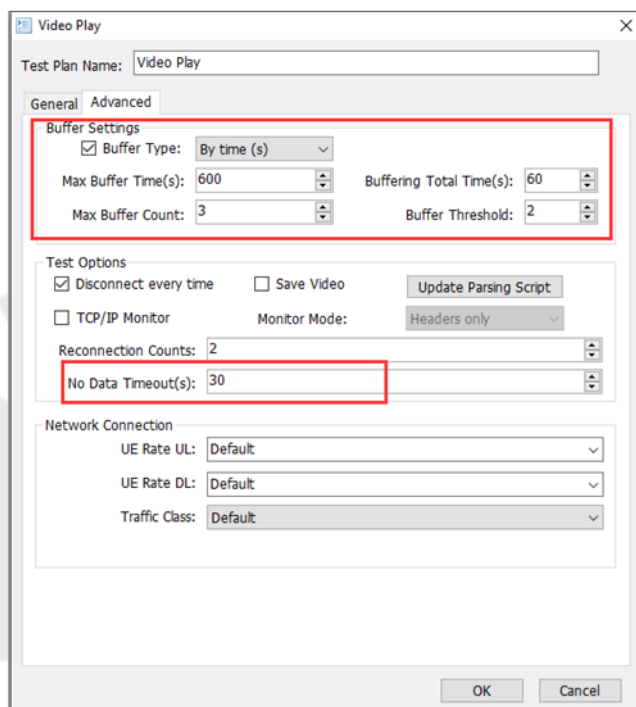 Video Play
Test Plan Name: Video Play
General Advanced
Buffer Settings
Buffer Type: By time (s)
Max Buffer Time(s): 600 Buffering Total Time(s): 60
Max Buffer Count: 3 Buffer Threshold: 2
Test Options
Disconnect every time Save Video Update Parsing Script
TCP/IP Monitor Monitor Mode: Headers only
Reconnection Counts: 2
No Data Timeout(s): 30
Network Connection
UE Rate UL: Default
UE Rate DL: Default
Traffic Class: Default
OK Cancel